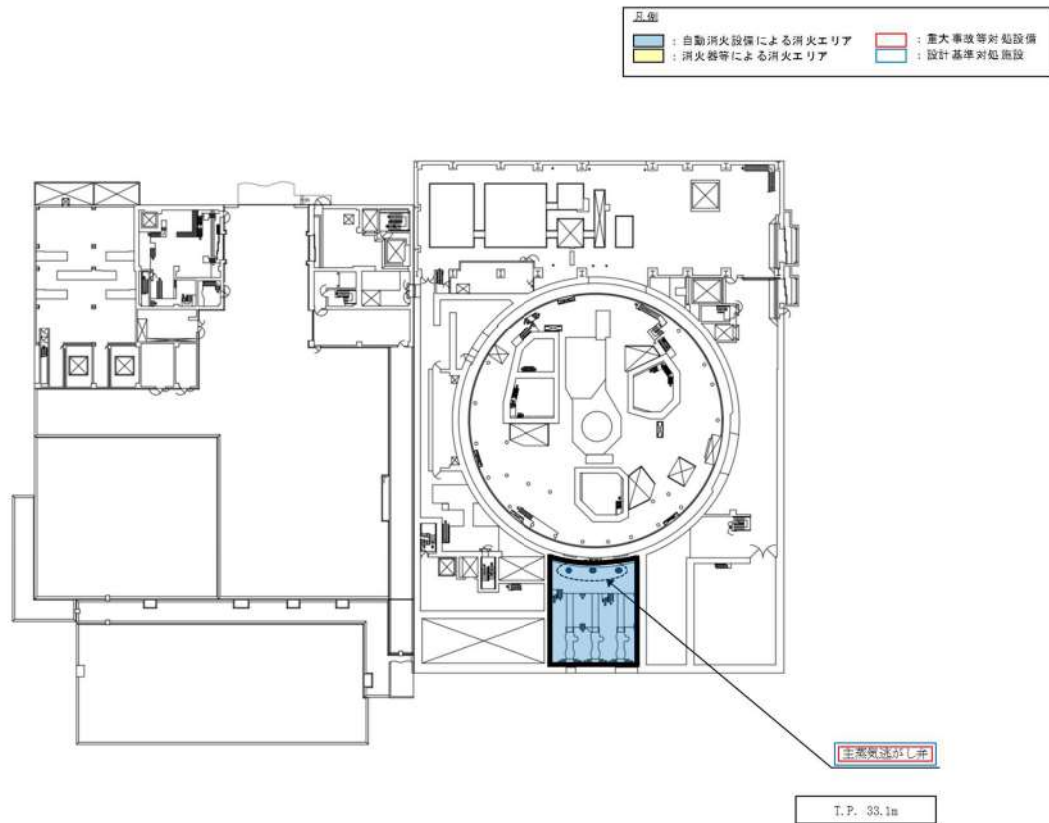 凡例
：自動消火設備による消火エリア
：重大事故等対処設備
：消火器等による消火エリア
：設計基準対処施設
主蒸気逃がし弁
T.P. 33.1m